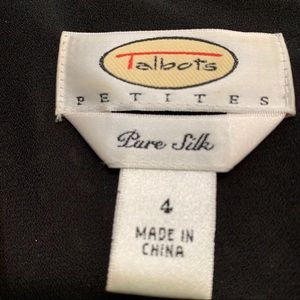 Talbots
PETITES
Pure Silk
4
MADE IN
CHINA